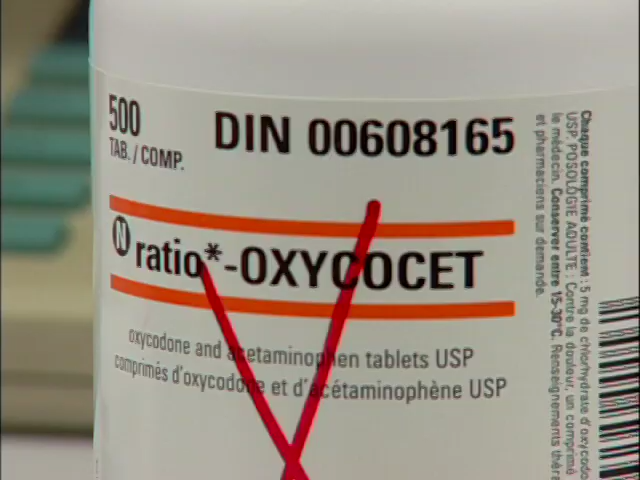 500
TAB. / COMP.
DIN 00608165
N ratio*-OXYCOCET
oxycodone and acetaminophen tablets USP
comprimés d'oxycodone et d'acétaminophène USP
Chaque comprimé contient : 5 mg de chlorhydrate d'oxycodo
USP. POSOLOGIE ADULTE : Contre la douleur, un comprimé
le médecin. Conserver entre 15-30°C. Renseignements théra
et pharmaciens sur demande.